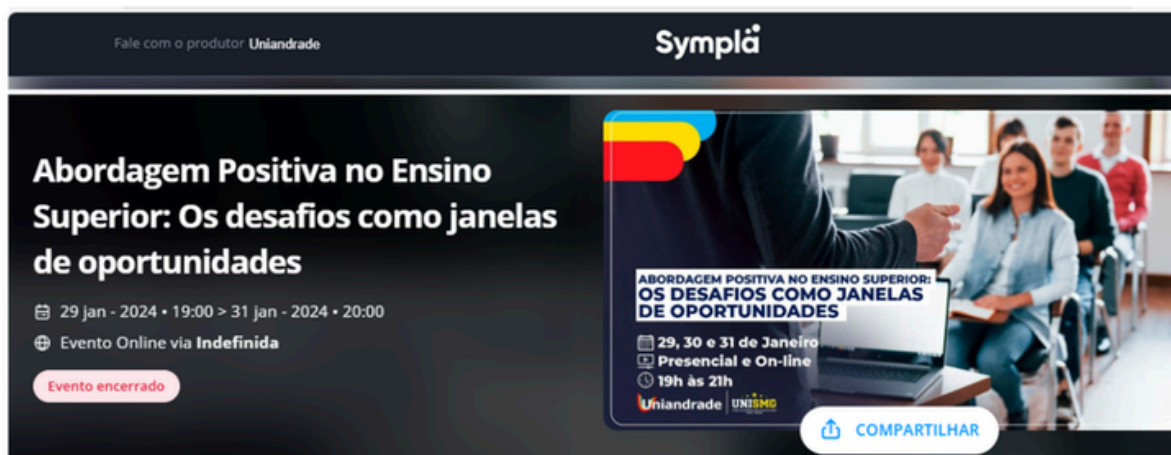 Fale com o produtor Uniandrade
Sympla
Abordagem Positiva no Ensino
Superior: Os desafios como janelas
de oportunidades
29 jan - 2024 • 19:00 > 31 jan - 2024 • 20:00
Evento Online via Indefinida
Evento encerrado
ABORDAGEM POSITIVA NO ENSINO SUPERIOR:
OS DESAFIOS COMO JANELAS
DE OPORTUNIDADES
29, 30 e 31 de Janeiro
Presencial e On-line
19h às 21h
Uniandrade UNISMG
COMPARTILHAR